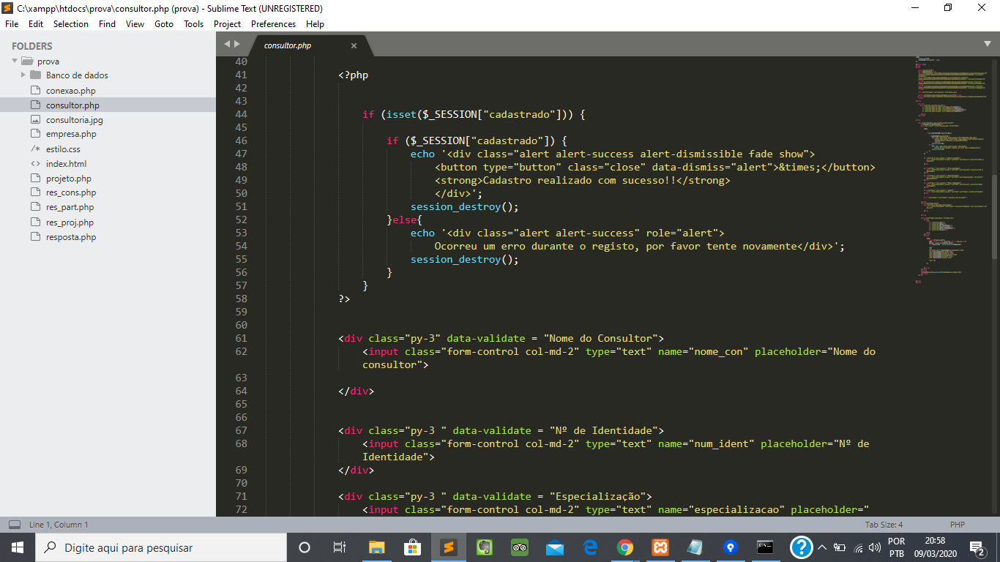 C:\xampp\htdocs\prova\consultor.php (prova) - Sublime Text (UNREGISTERED)
File Edit Selection Find View Goto Tools Project Preferences Help
FOLDERS
prova
Banco de dados
conexao.php
consultor.php
consultoria.jpg
empresa.php
estilo.css
index.html
projeto.php
res_cons.php
res_part.php
res_proj.php
resposta.php
consultor.php
40
41 <?php
42
43
44 if (isset($_SESSION["cadastrado"])) {
45
46 if ($_SESSION["cadastrado"]) {
47 echo '<div class="alert alert-success alert-dismissible fade show">
48 <button type="button" class="close" data-dismiss="alert">&times;</button>
49 <strong>Cadastro realizado com sucesso!!</strong>
50 </div>';
51 session_destroy();
52 }else{
53 echo '<div class="alert alert-success" role="alert">
54 Ocorreu um erro durante o registo, por favor tente novamente</div>';
55 session_destroy();
56 }
57 }
58 ?>
59
60
61 <div class="py-3" data-validate = "Nome do Consultor">
62 <input class="form-control col-md-2" type="text" name="nome_con" placeholder="Nome do
consultor">
63
64 </div>
65
66
67 <div class="py-3 " data-validate = "Nº de Identidade">
68 <input class="form-control col-md-2" type="text" name="num_ident" placeholder="Nº de
Identidade">
69 </div>
70
71 <div class="py-3 " data-validate = "Especialização">
72 <input class="form-control col-md-2" type="text" name="especializacao" placeholder="
Line 1, Column 1
Tab Size: 4
PHP
Digite aqui para pesquisar
POR
PTB
20:58
09/03/2020
2